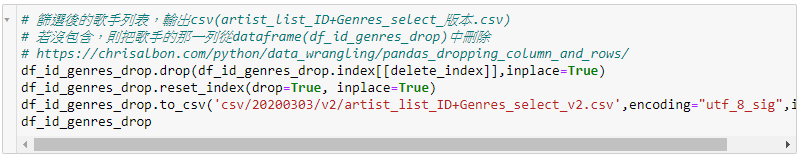 # 篩選後的歌手列表，輸出csv(artist_list_ID+Genres_select_版本.csv)
# 若沒包含，則把歌手的那一列從dataframe(df_id_genres_drop)中刪除
# https://chrisalbon.com/python/data_wrangling/pandas_dropping_column_and_rows/
df_id_genres_drop.drop(df_id_genres_drop.index[[delete_index]],inplace=True)
df_id_genres_drop.reset_index(drop=True, inplace=True)
df_id_genres_drop.to_csv('csv/20200303/v2/artist_list_ID+Genres_select_v2.csv',encoding="utf_8_sig",i
df_id_genres_drop